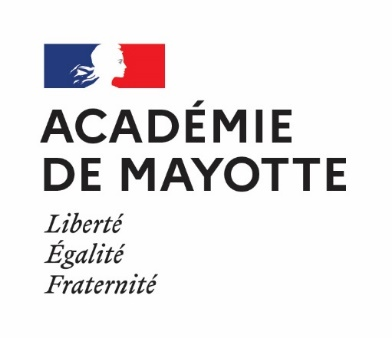 ACADÉMIE
DE MAYOTTE
Liberté
Égalité
Fraternité